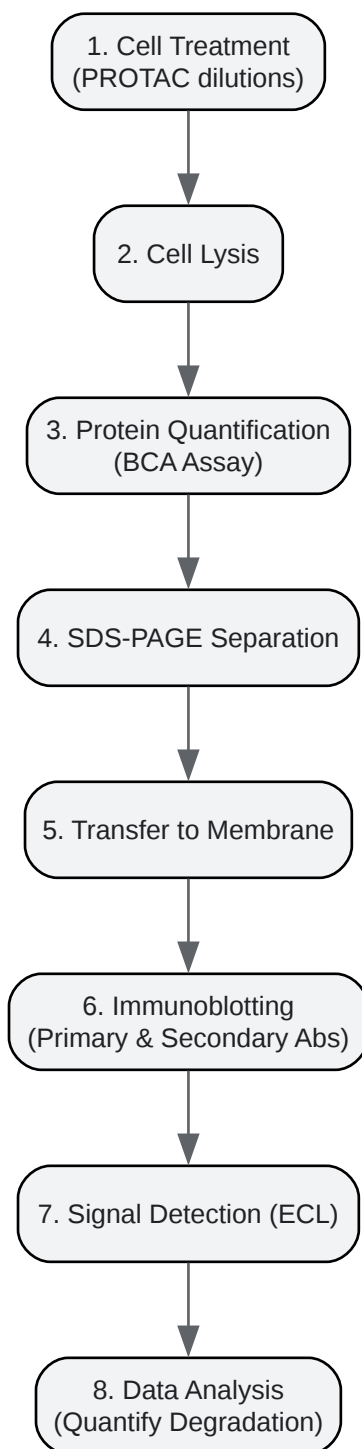 1. Cell Treatment
(PROTAC dilutions)
2. Cell Lysis
3. Protein Quantification
(BCA Assay)
4. SDS-PAGE Separation
5. Transfer to Membrane
6. Immunoblotting
(Primary & Secondary Abs)
7. Signal Detection (ECL)
8. Data Analysis
(Quantify Degradation)